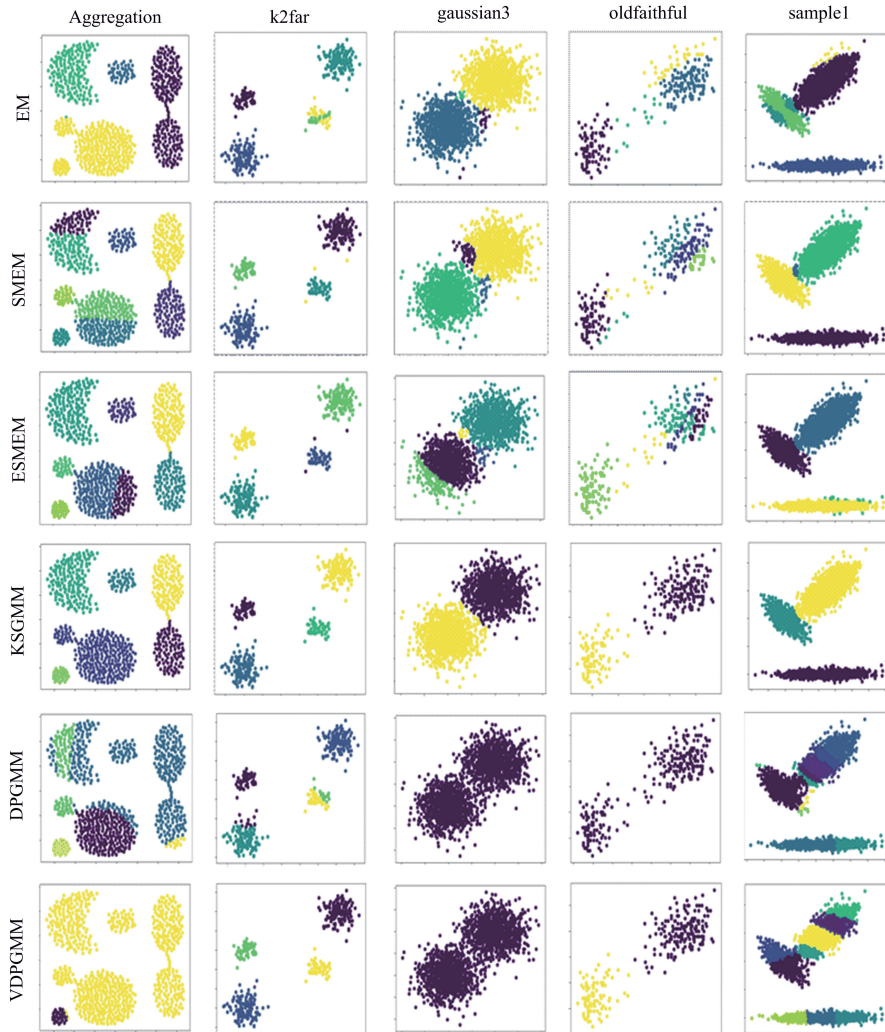 Aggregation k2far gaussian3 oldfaithful sample1
EM
SMEM
ESMEM
KSGMM
DPGMM
VDPGMM